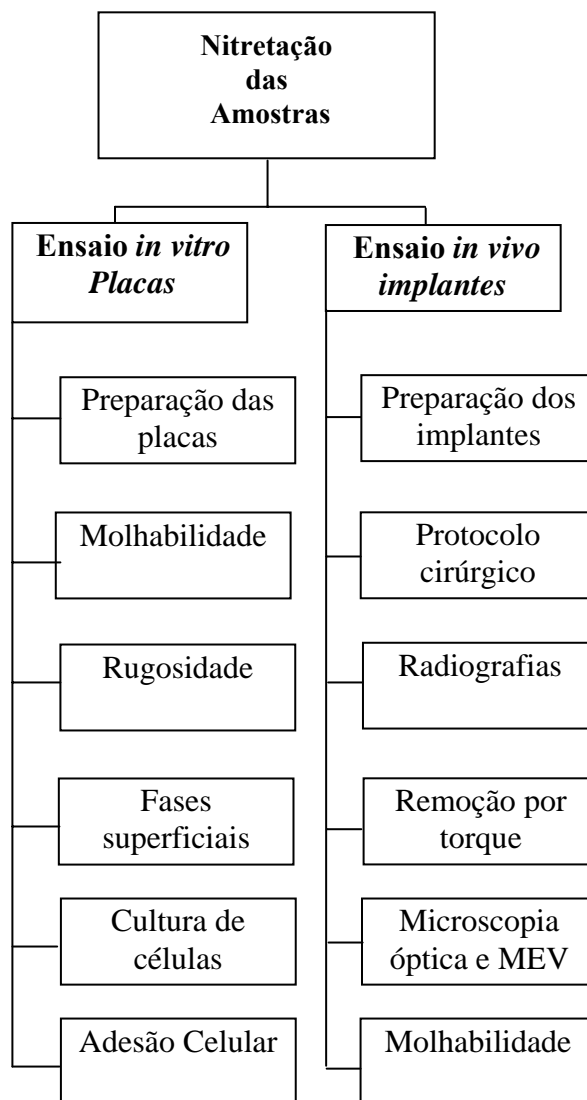 Nitretação
das
Amostras
Ensaio in vitro
Placas
Preparação das
placas
Molhabilidade
Rugosidade
Fases
superficiais
Cultura de
células
Adesão Celular
Ensaio in vivo
implantes
Preparação dos
implantes
Protocolo
cirúrgico
Radiografias
Remoção por
torque
Microscopia
óptica e MEV
Molhabilidade